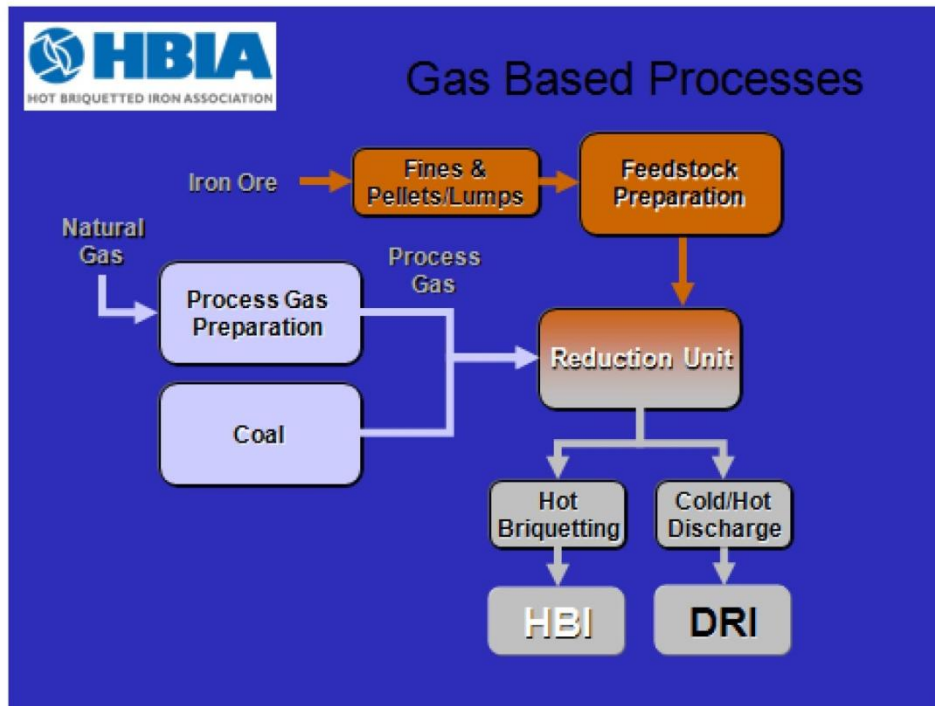 HBIA
HOT BRIQUETTED IRON ASSOCIATION
Gas Based Processes
Iron Ore
Fines &
Pellets/Lumps
Feedstock
Preparation
Natural
Gas
Process Gas
Preparation
Process
Gas
Reduction Unit
Coal
Hot
Briquetting
Cold/Hot
Discharge
HBI
DRI